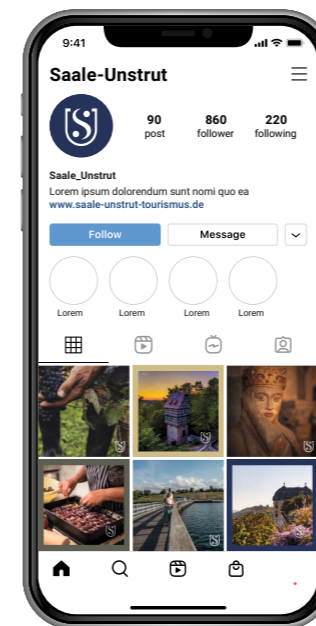 9:41
Saale-Unstrut
90 860 220
post follower following
Saale_Unstrut
Lorem ipsum dolorendum sunt nomi quo ea
www.saale-unstrut-tourismus.de
Follow Message
Lorem Lorem Lorem Lorem